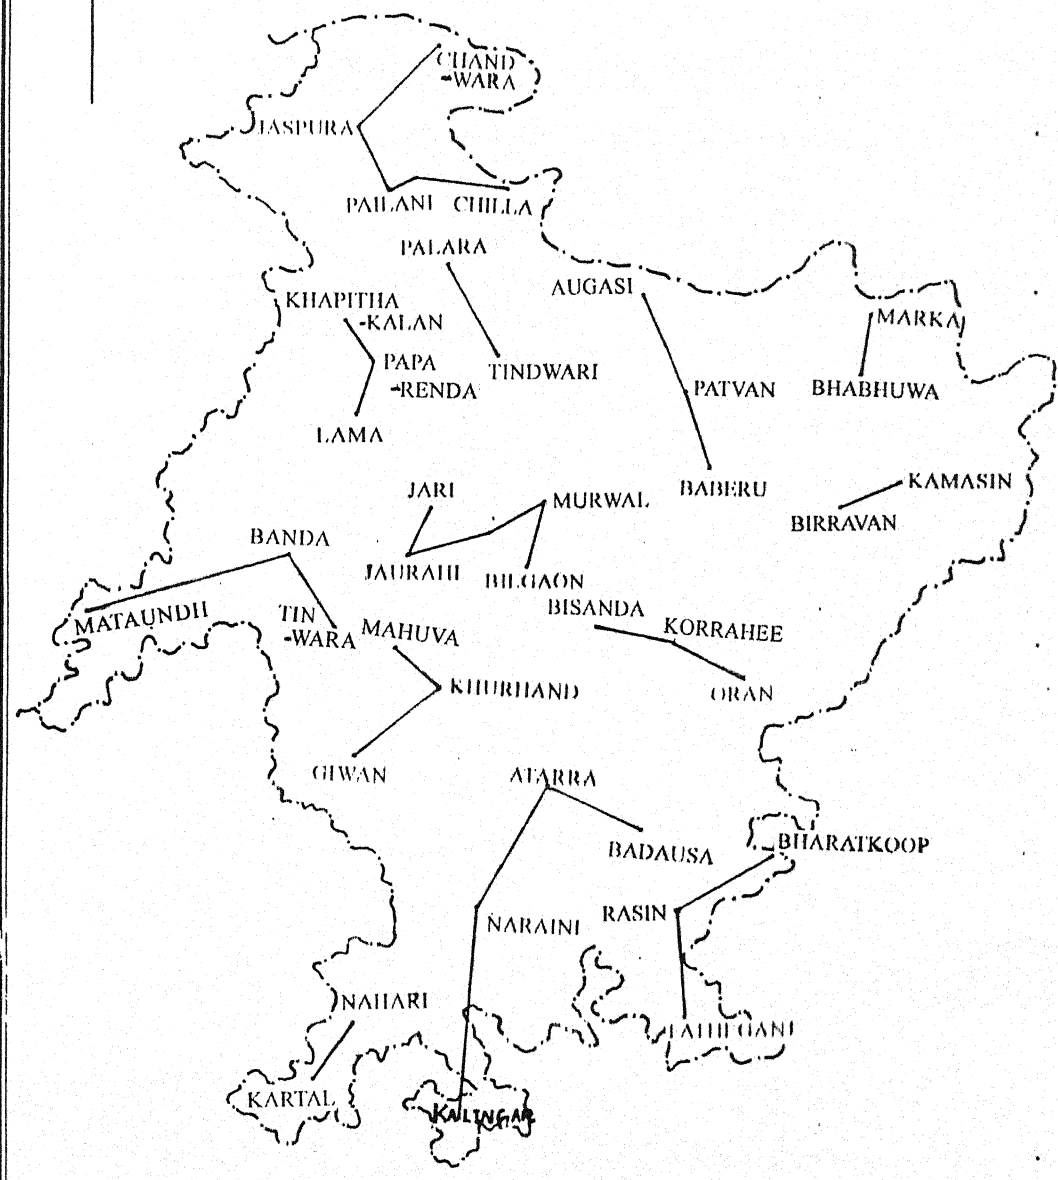 CHAND
-WARA
JASPURA
PAILANI CHILLA
PALARA
AUGASI
KHAPITHA
-KALAN
MARKA
PAPA
-RENDA
TINDWARI
PATVAN
BHABHUWA
LAMA
JARI
MURWAL
BABERU
KAMASIN
BIRRAVAN
BANDA
JAURAHI
BILGAON
BISANDA
MATAUNDH
TIN
-WARA
MAHUVA
KORRAHEE
KHURHAND
ORAN
GIWAN
ATARRA
BADAUSA
BHARATKOOP
NARAINI
RASIN
NAHARI
KARTAL
KALINGAR